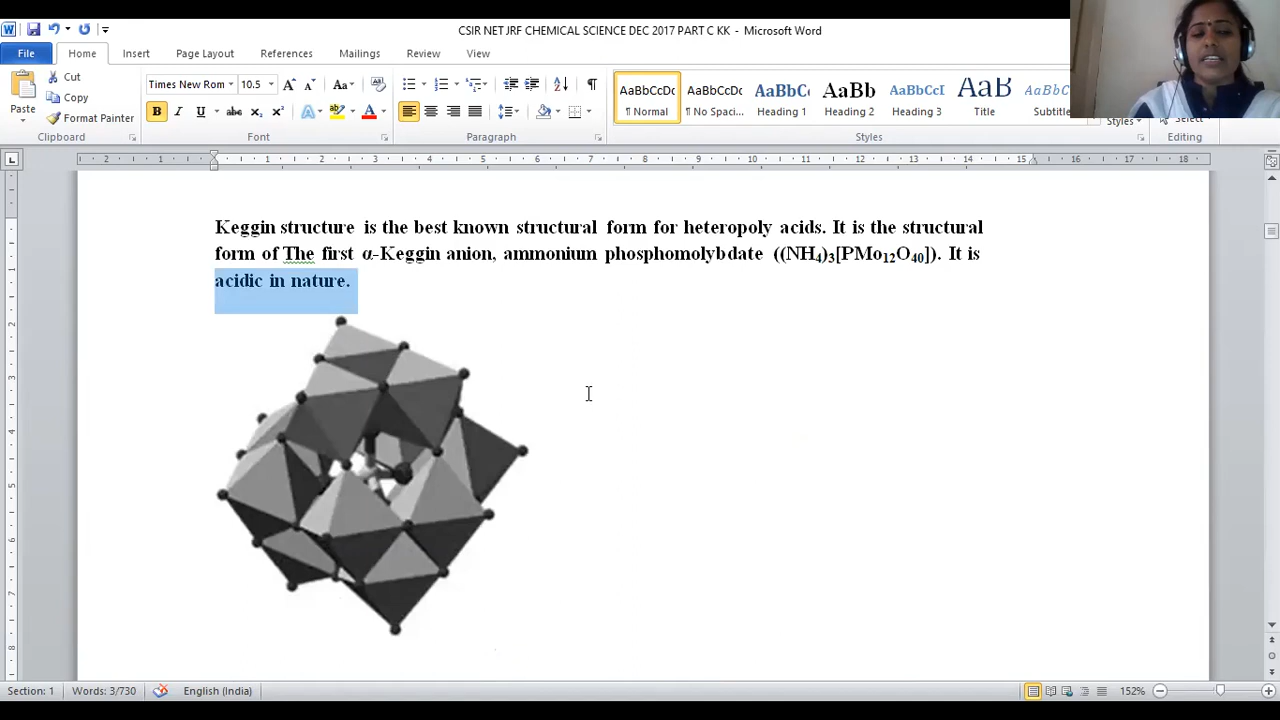 CSIR NET JRF CHEMICAL SCIENCE DEC 2017 PART C KK - Microsoft Word
File Home Insert Page Layout References Mailings Review View
Paste
Cut
Copy
Format Painter
Clipboard
Times New Rom 10.5
Font
Paragraph
AaBbCcDc AaBbCcDc AaBbCc AaBbCc AaBbCcI AaB AaBbCc
¶ Normal ¶ No Spaci... Heading 1 Heading 2 Heading 3 Title Subtitle
Styles
Styles
Editing
Keggin structure is the best known structural form for heteropoly acids. It is the structural
form of The first α-Keggin anion, ammonium phosphomolybdate ((NH₄)₃[PMo₁₂O₄₀]). It is
acidic in nature.
Section: 1 Words: 3/730 English (India) 152%